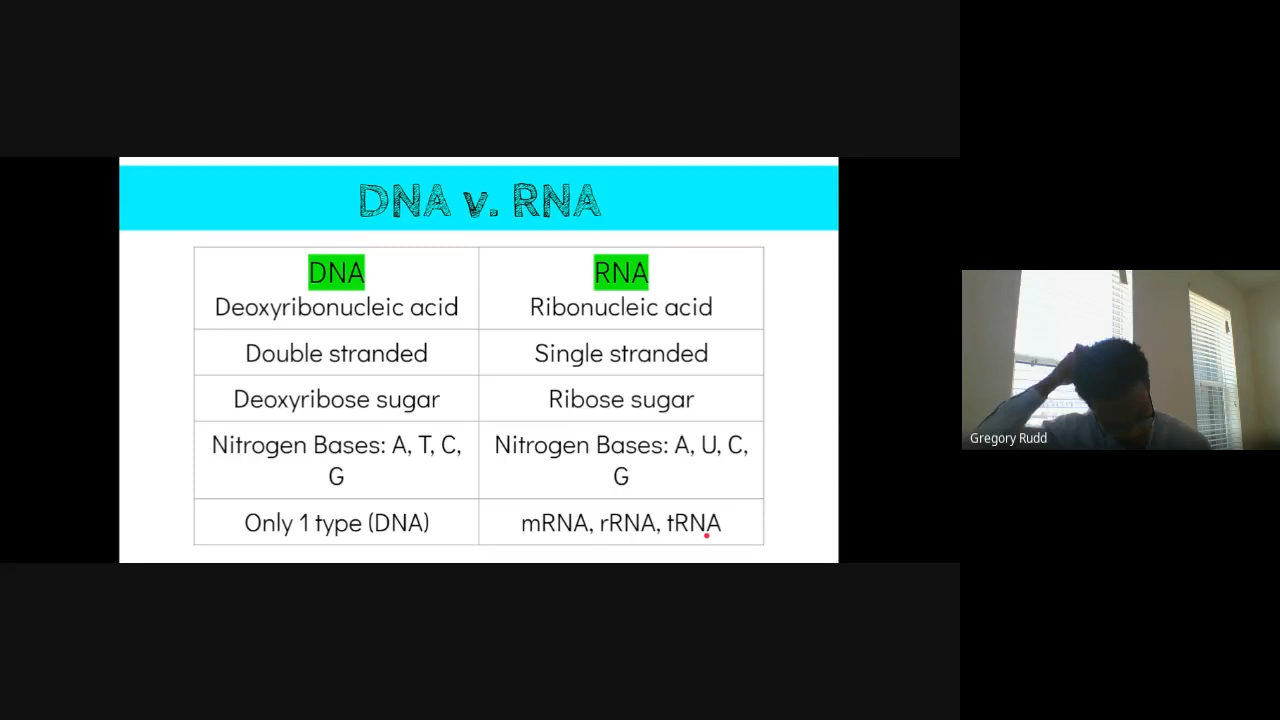 DNA v. RNA
DNA
Deoxyribonucleic acid
RNA
Ribonucleic acid
Double stranded
Single stranded
Deoxyribose sugar
Ribose sugar
Nitrogen Bases: A, T, C,
G
Nitrogen Bases: A, U, C,
G
Only 1 type (DNA)
mRNA, rRNA, tRNA
Gregory Rudd